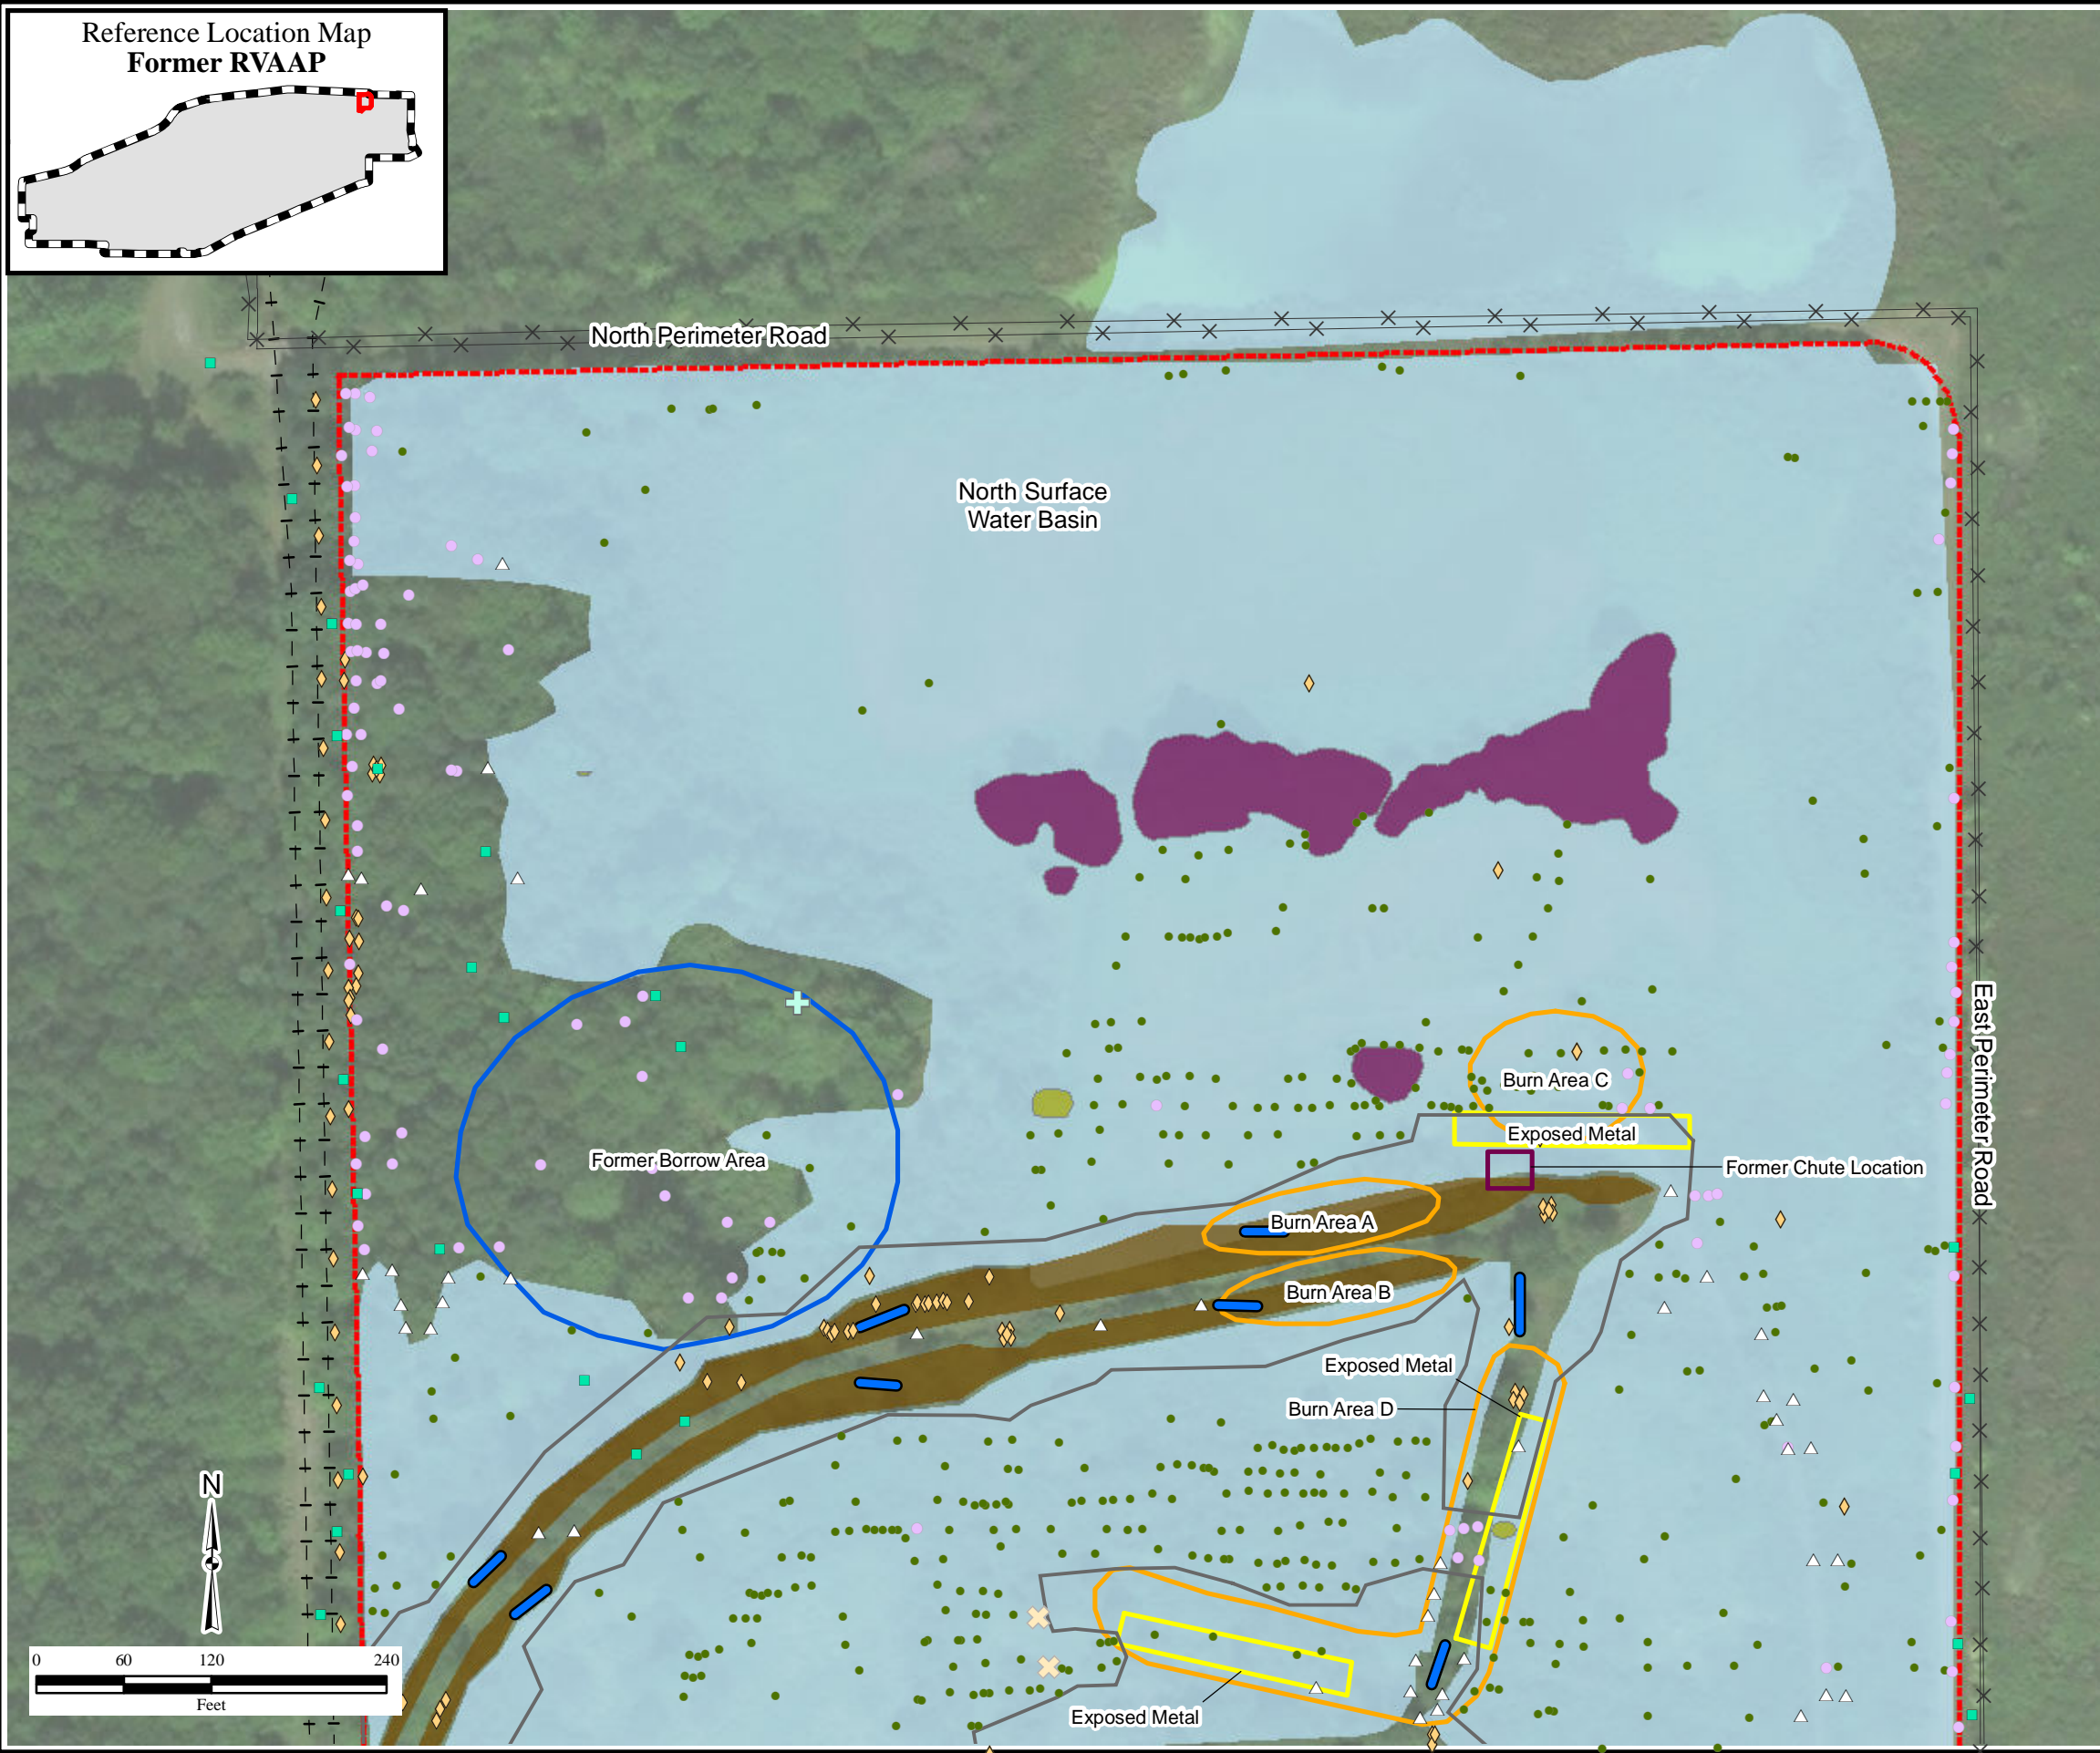 Reference Location Map
Former RVAAP
North Perimeter Road
North Surface
Water Basin
East Perimeter Road
Burn Area C
Exposed Metal
Former Borrow Area
Former Chute Location
Burn Area A
Burn Area B
Exposed Metal
Burn Area D
N
0 60 120 240
Feet
Exposed Metal